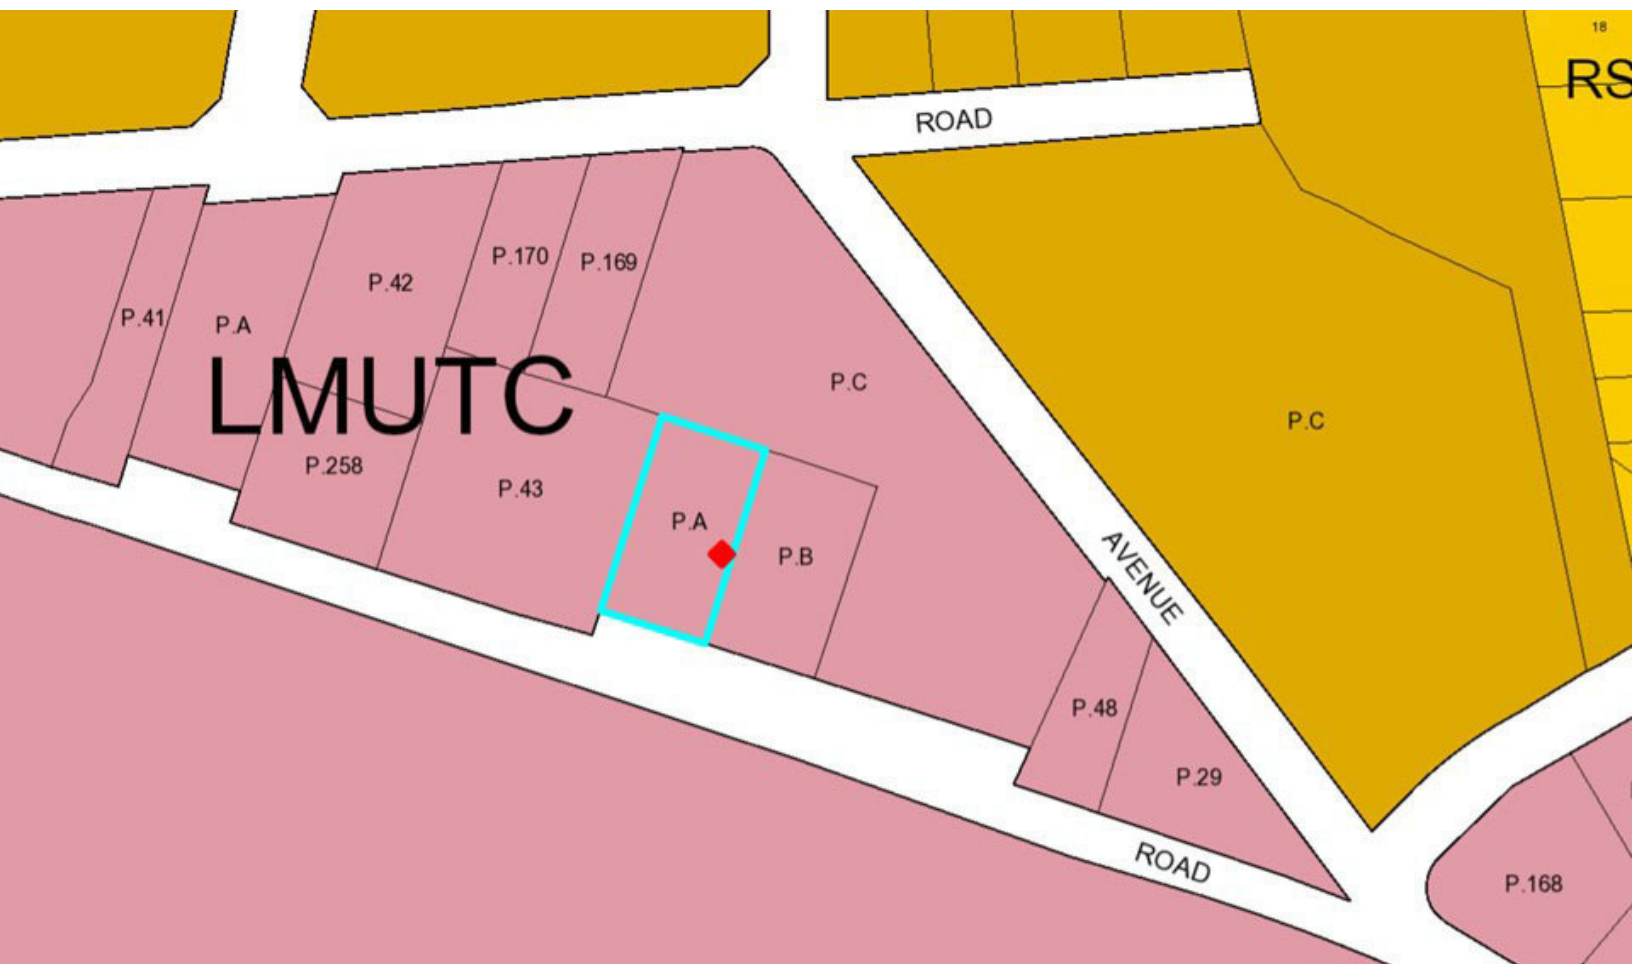 18
RS
ROAD
P.170
P.169
P.42
P.41
P.A
LMUTC
P.C
P.C
P.258
P.43
P.A
P.B
AVENUE
P.48
P.29
ROAD
P.168